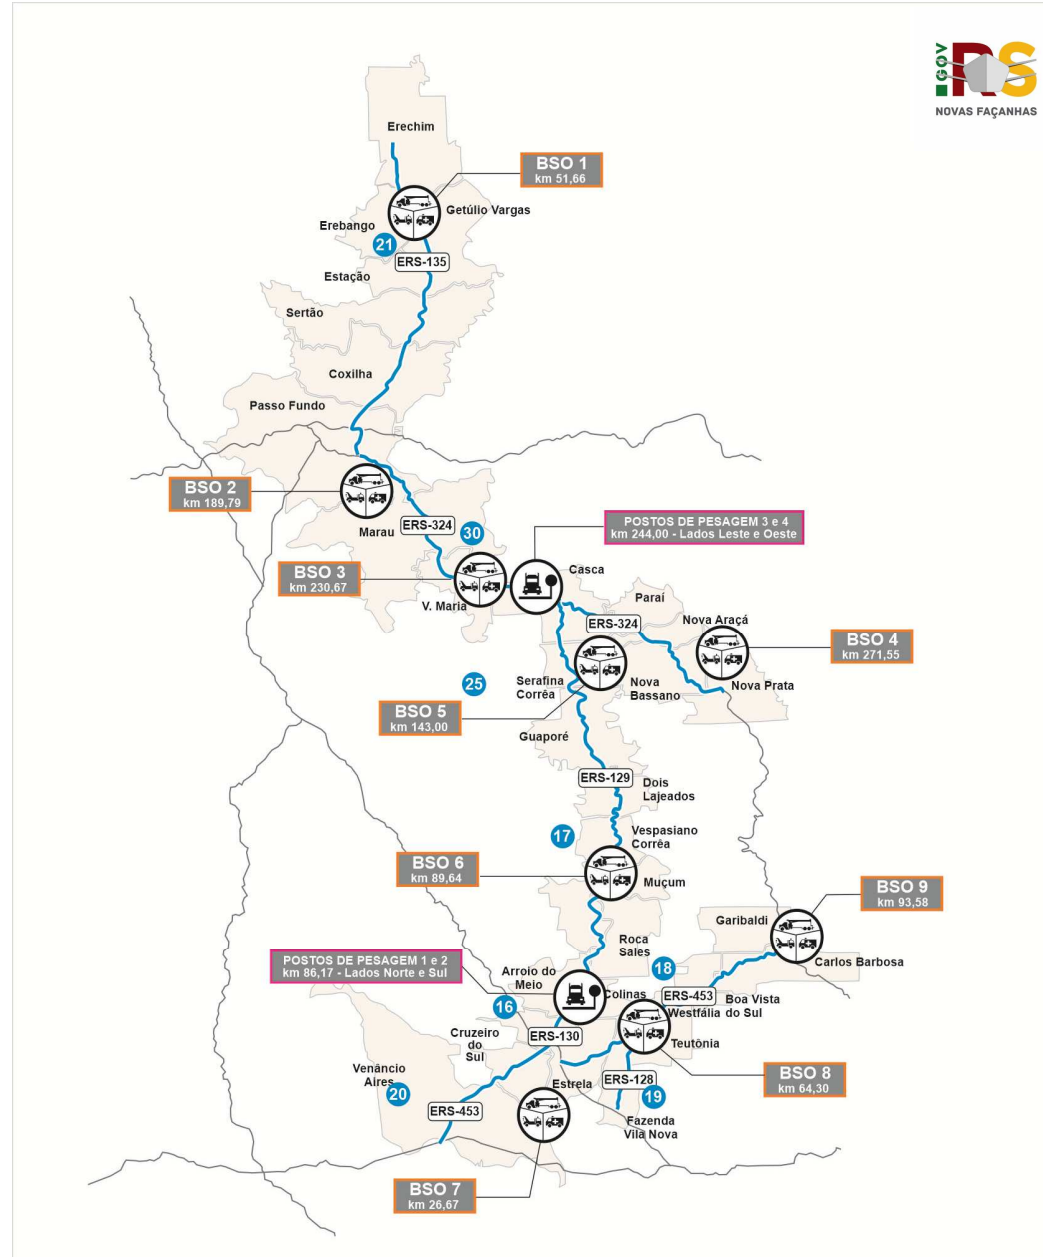 .GOV
RS
NOVAS FAÇANHAS
Erechim
BSO 1
km 51,66
Getúlio Vargas
Erebango
21
ERS-135
Estação
Sertão
Coxilha
Passo Fundo
BSO 2
km 189,79
Marau
ERS-324
30
POSTOS DE PESAGEM 3 e 4
km 244,00 - Lados Leste e Oeste
BSO 3
km 230,67
V. Maria
Casca
Paraí
ERS-324
Nova Araçá
BSO 4
km 271,55
25
Serafina
Corrêa
Nova
Bassano
Nova Prata
BSO 5
km 143,00
Guaporé
ERS-129
Dois
Lajeados
17
Vespasiano
Corrêa
BSO 6
km 89,64
Muçum
BSO 9
km 93,58
Garibaldi
Roca
Sales
Carlos Barbosa
POSTOS DE PESAGEM 1 e 2
km 86,17 - Lados Norte e Sul
Arroio do
Meio
18
Colinas
ERS-453
16
Westfália
Boa Vista
do Sul
Cruzeiro
do
Sul
ERS-130
Teutônia
Venâncio
Aires
20
Estrela
ERS-128
19
BSO 8
km 64,30
ERS-453
Fazenda
Vila Nova
BSO 7
km 26,67